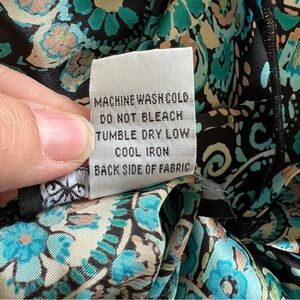 MACHINE WASH COLD
DO NOT BLEACH
TUMBLE DRY LOW
COOL IRON
BACK SIDE OF FABRIC